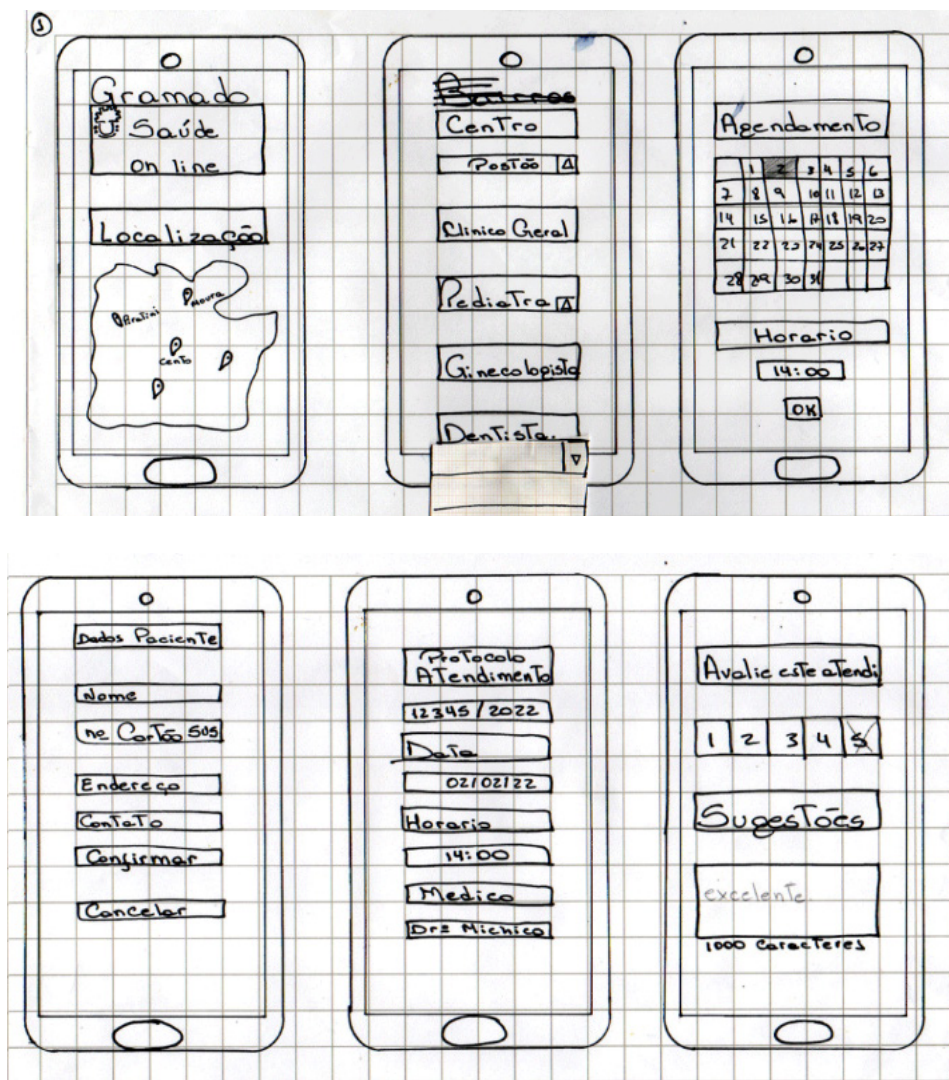 1
Gramado
Saúde
on line
Localização
Moura
Piratini
Cento
Bairros
Centro
Postão
Clinico Geral
Pediatra
Ginecologista
Dentista.
Agendamento
1 2 3 4 5 6
7 8 9 10 11 12 13
14 15 16 17 18 19 20
21 22 23 24 25 26 27
28 29 30 31
Horario
14:00
OK
Dados Paciente
Nome
no Cartão SUS
Endereço
Contato
Confirmar
Cancelar
Protocolo
Atendimento
12345/2022
Data
02/02/22
Horario
14:00
Medico
Drª Michico
Avalie este atendi
1 2 3 4 5
Sugestões
excelente
1000 caracteres